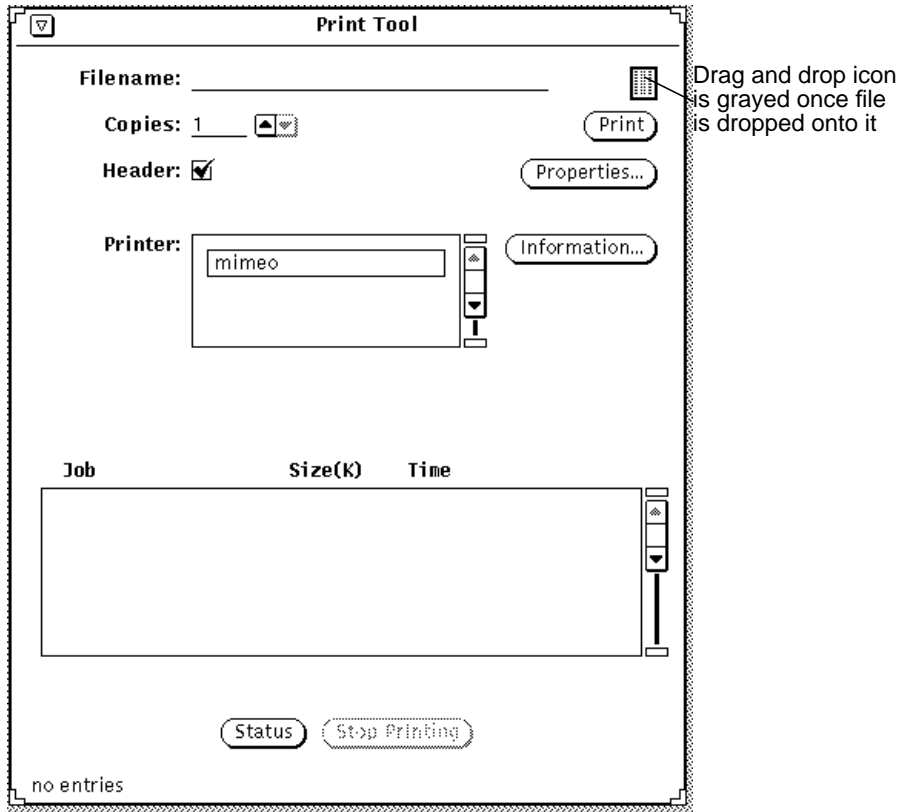 Print Tool
Filename:
Drag and drop icon
is grayed once file
is dropped onto it
Copies: 1
Print
Header:
Properties...
Printer:
mimeo
Information...
Job Size(K) Time
Status Stop Printing
no entries